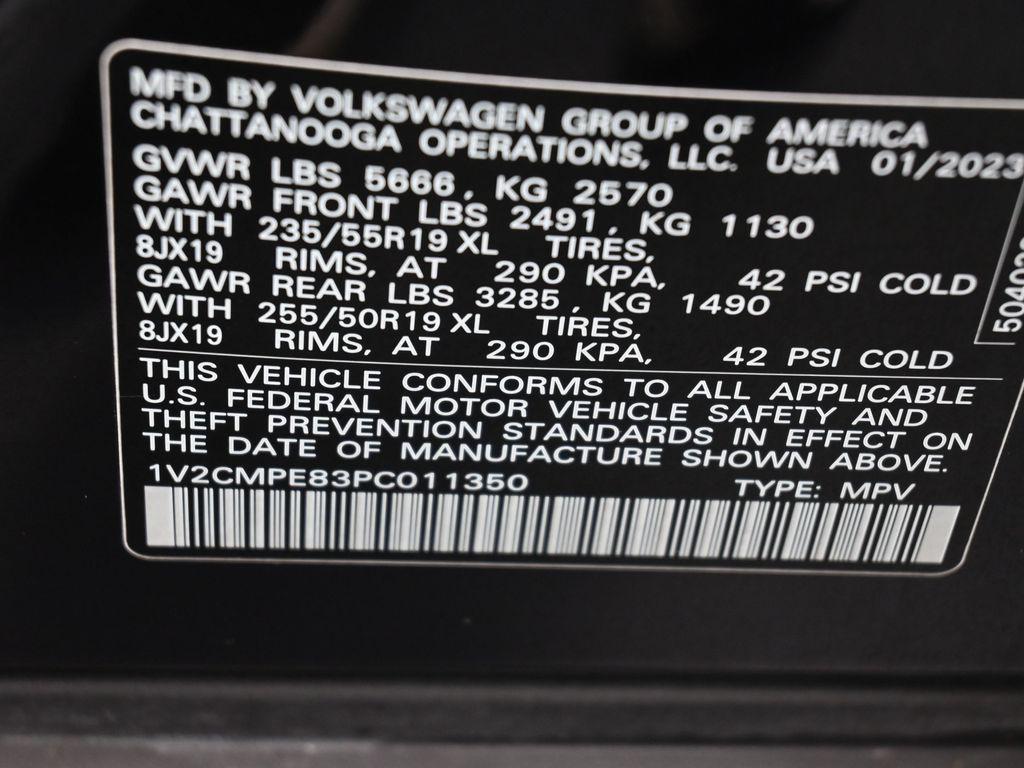 MFD BY VOLKSWAGEN GROUP OF AMERICA
CHATTANOOGA OPERATIONS, LLC. USA 01/2023
GVWR LBS 5666, KG 2570
GAWR FRONT LBS 2491, KG 1130
WITH 235/55R19 XL TIRES,
8JX19 RIMS, AT 290 KPA, 42 PSI COLD
GAWR REAR LBS 3285, KG 1490
WITH 255/50R19 XL TIRES,
8JX19 RIMS, AT 290 KPA, 42 PSI COLD
THIS VEHICLE CONFORMS TO ALL APPLICABLE
U.S. FEDERAL MOTOR VEHICLE SAFETY AND
THEFT PREVENTION STANDARDS IN EFFECT ON
THE DATE OF MANUFACTURE SHOWN ABOVE.
1V2CMPE83PC011350 TYPE: MPV